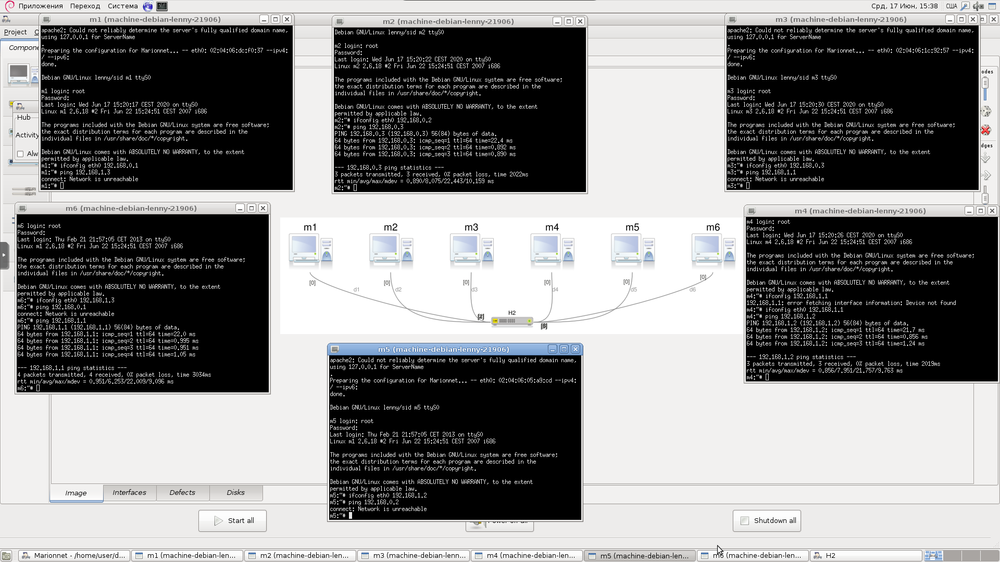 Приложения Переход Система
Срд, 17 Июн, 15:38 США
Project
Compone
Hub
Activity
Alw
odes
dges
m1 (machine-debian-lenny-21906)
apache2: Could not reliably determine the server's fully qualified domain name,
using 127.0.0.1 for ServerName
.
Preparing the configuration for Marionnet... -- eth0: 02:04:06:dc:f0:37 --ipv4:
/ --ipv6:
done.
Debian GNU/Linux lenny/sid m1 ttyS0
m1 login: root
Password:
Last login: Wed Jun 17 15:20:17 CEST 2020 on ttyS0
Linux m1 2.6.18 #2 Fri Jun 22 15:24:51 CEST 2007 i686
The programs included with the Debian GNU/Linux system are free software;
the exact distribution terms for each program are described in the
individual files in /usr/share/doc/*/copyright.
Debian GNU/Linux comes with ABSOLUTELY NO WARRANTY, to the extent
permitted by applicable law.
m1:~# ifconfig eth0 192.168.0.1
m1:~# ping 192.168.1.3
connect: Network is unreachable
m1:~#
m2 (machine-debian-lenny-21906)
Debian GNU/Linux lenny/sid m2 ttyS0
m2 login: root
Password:
Last login: Wed Jun 17 15:20:22 CEST 2020 on ttyS0
Linux m2 2.6.18 #2 Fri Jun 22 15:24:51 CEST 2007 i686
The programs included with the Debian GNU/Linux system are free software;
the exact distribution terms for each program are described in the
individual files in /usr/share/doc/*/copyright.
Debian GNU/Linux comes with ABSOLUTELY NO WARRANTY, to the extent
permitted by applicable law.
m2:~# ifconfig eth0 192.168.0.2
m2:~# ping 192.168.0.3
PING 192.168.0.3 (192.168.0.3) 56(84) bytes of data.
64 bytes from 192.168.0.3: icmp_seq=1 ttl=64 time=22.4 ms
64 bytes from 192.168.0.3: icmp_seq=2 ttl=64 time=0.892 ms
64 bytes from 192.168.0.3: icmp_seq=3 ttl=64 time=0.890 ms
--- 192.168.0.3 ping statistics ---
3 packets transmitted, 3 received, 0% packet loss, time 2022ms
rtt min/avg/max/mdev = 0.890/8.075/22.443/10.159 ms
m2:~#
m3 (machine-debian-lenny-21906)
apache2: Could not reliably determine the server's fully qualified domain name,
using 127.0.0.1 for ServerName
.
Preparing the configuration for Marionnet... -- eth0: 02:04:06:1c:92:57 --ipv4:
/ --ipv6:
done.
Debian GNU/Linux lenny/sid m3 ttyS0
m3 login: root
Password:
Last login: Wed Jun 17 15:20:30 CEST 2020 on ttyS0
Linux m3 2.6.18 #2 Fri Jun 22 15:24:51 CEST 2007 i686
The programs included with the Debian GNU/Linux system are free software;
the exact distribution terms for each program are described in the
individual files in /usr/share/doc/*/copyright.
Debian GNU/Linux comes with ABSOLUTELY NO WARRANTY, to the extent
permitted by applicable law.
m3:~# ifconfig eth0 192.168.0.3
m3:~# ping 192.168.1.1
connect: Network is unreachable
m3:~#
m6 (machine-debian-lenny-21906)
m6 login: root
Password:
Last login: Thu Feb 21 21:57:05 CET 2013 on ttyS0
Linux m1 2.6.18 #2 Fri Jun 22 15:24:51 CEST 2007 i686
The programs included with the Debian GNU/Linux system are free software;
the exact distribution terms for each program are described in the
individual files in /usr/share/doc/*/copyright.
Debian GNU/Linux comes with ABSOLUTELY NO WARRANTY, to the extent
permitted by applicable law.
m6:~# ifconfig eth0 192.168.1.3
m6:~# ping 192.168.0.1
connect: Network is unreachable
m6:~# ping 192.168.1.1
PING 192.168.1.1 (192.168.1.1) 56(84) bytes of data.
64 bytes from 192.168.1.1: icmp_seq=1 ttl=64 time=22.0 ms
64 bytes from 192.168.1.1: icmp_seq=2 ttl=64 time=0.995 ms
64 bytes from 192.168.1.1: icmp_seq=3 ttl=64 time=0.951 ms
64 bytes from 192.168.1.1: icmp_seq=4 ttl=64 time=1.05 ms
--- 192.168.1.1 ping statistics ---
4 packets transmitted, 4 received, 0% packet loss, time 3034ms
rtt min/avg/max/mdev = 0.951/6.253/22.009/9.096 ms
m6:~#
m1 m2 m3 m4 m5 m6
[0] [0] [0] [0] [0] [0]
d1 d2 d3 d4 d5 d6
H2
m4 (machine-debian-lenny-21906)
m4 login: root
Password:
Last login: Wed Jun 17 15:20:26 CEST 2020 on ttyS0
Linux m4 2.6.18 #2 Fri Jun 22 15:24:51 CEST 2007 i686
The programs included with the Debian GNU/Linux system are free software;
the exact distribution terms for each program are described in the
individual files in /usr/share/doc/*/copyright.
Debian GNU/Linux comes with ABSOLUTELY NO WARRANTY, to the extent
permitted by applicable law.
m4:~# ifconfig 192.168.1.1
192.168.1.1: error fetching interface information: Device not found
m4:~# ifconfig eth0 192.168.1.1
m4:~# ping 192.168.1.2
PING 192.168.1.2 (192.168.1.2) 56(84) bytes of data.
64 bytes from 192.168.1.2: icmp_seq=1 ttl=64 time=21.7 ms
64 bytes from 192.168.1.2: icmp_seq=2 ttl=64 time=0.856 ms
64 bytes from 192.168.1.2: icmp_seq=3 ttl=64 time=1.24 ms
--- 192.168.1.2 ping statistics ---
3 packets transmitted, 3 received, 0% packet loss, time 2019ms
rtt min/avg/max/mdev = 0.856/7.951/21.757/9.763 ms
m4:~#
m5 (machine-debian-lenny-21906)
apache2: Could not reliably determine the server's fully qualified domain name,
using 127.0.0.1 for ServerName
.
Preparing the configuration for Marionnet... -- eth0: 02:04:06:05:a9:cd --ipv4:
/ --ipv6:
done.
Debian GNU/Linux lenny/sid m5 ttyS0
m5 login: root
Password:
Last login: Thu Feb 21 21:57:05 CET 2013 on ttyS0
Linux m1 2.6.18 #2 Fri Jun 22 15:24:51 CEST 2007 i686
The programs included with the Debian GNU/Linux system are free software;
the exact distribution terms for each program are described in the
individual files in /usr/share/doc/*/copyright.
Debian GNU/Linux comes with ABSOLUTELY NO WARRANTY, to the extent
permitted by applicable law.
m5:~# ifconfig eth0 192.168.1.2
m5:~# ping 192.168.0.2
connect: Network is unreachable
m5:~#
Image Interfaces Defects Disks
Start all
Shutdown all
Marionnet - /home/user/d... m1 (machine-debian-len... m2 (machine-debian-len... m3 (machine-debian-lenn... m4 (machine-debian-len... m5 (machine-debian-len... m6 (machine-debian-len... H2